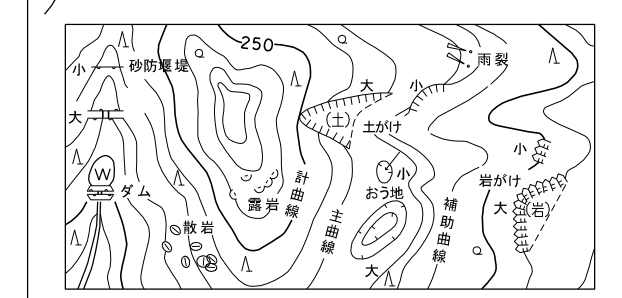 250
小
砂防堰堤
大
W
ダム
散岩
露岩
計曲線
主曲線
大
小
(土)
土がけ
小
おう地
大
雨裂
小
岩がけ
大
(岩)
補助曲線